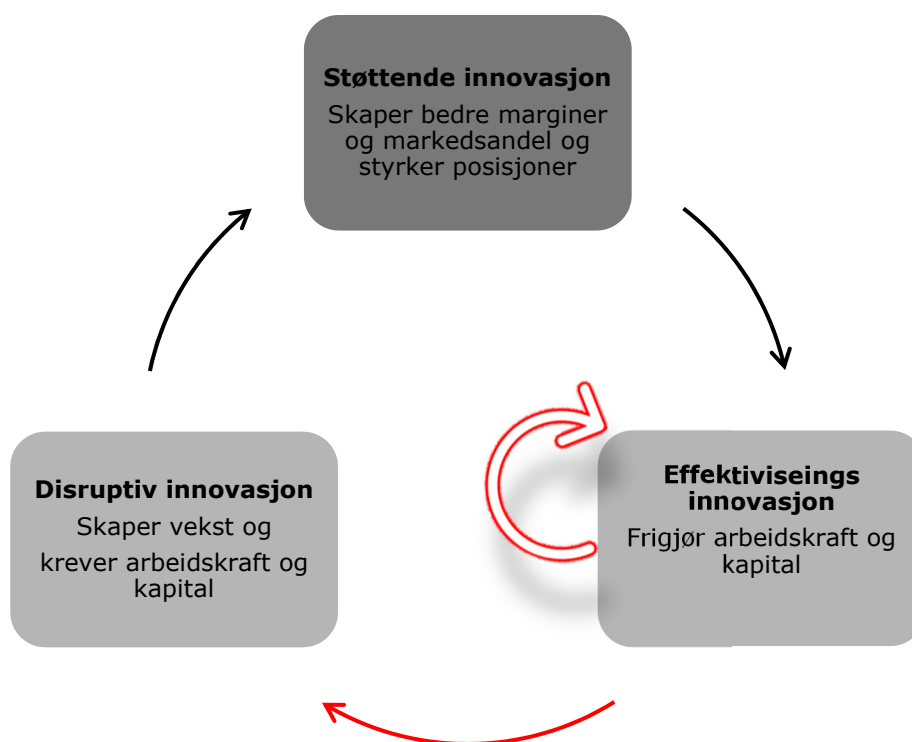 Støttende innovasjon
Skaper bedre marginer
og markedsandel og
styrker posisjoner
Disruptiv innovasjon
Skaper vekst og
krever arbeidskraft og
kapital
Effektiviseings
innovasjon
Frigjør arbeidskraft og
kapital